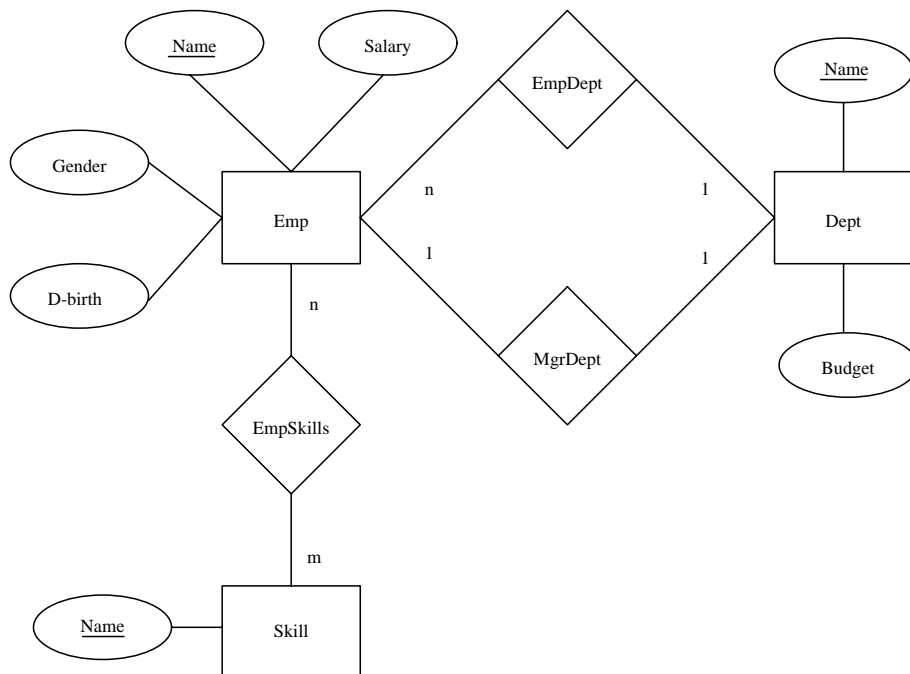 Name
Salary
EmpDept
Name
Gender
n
1
Emp
Dept
1
1
D-birth
n
MgrDept
Budget
EmpSkills
m
Name
Skill